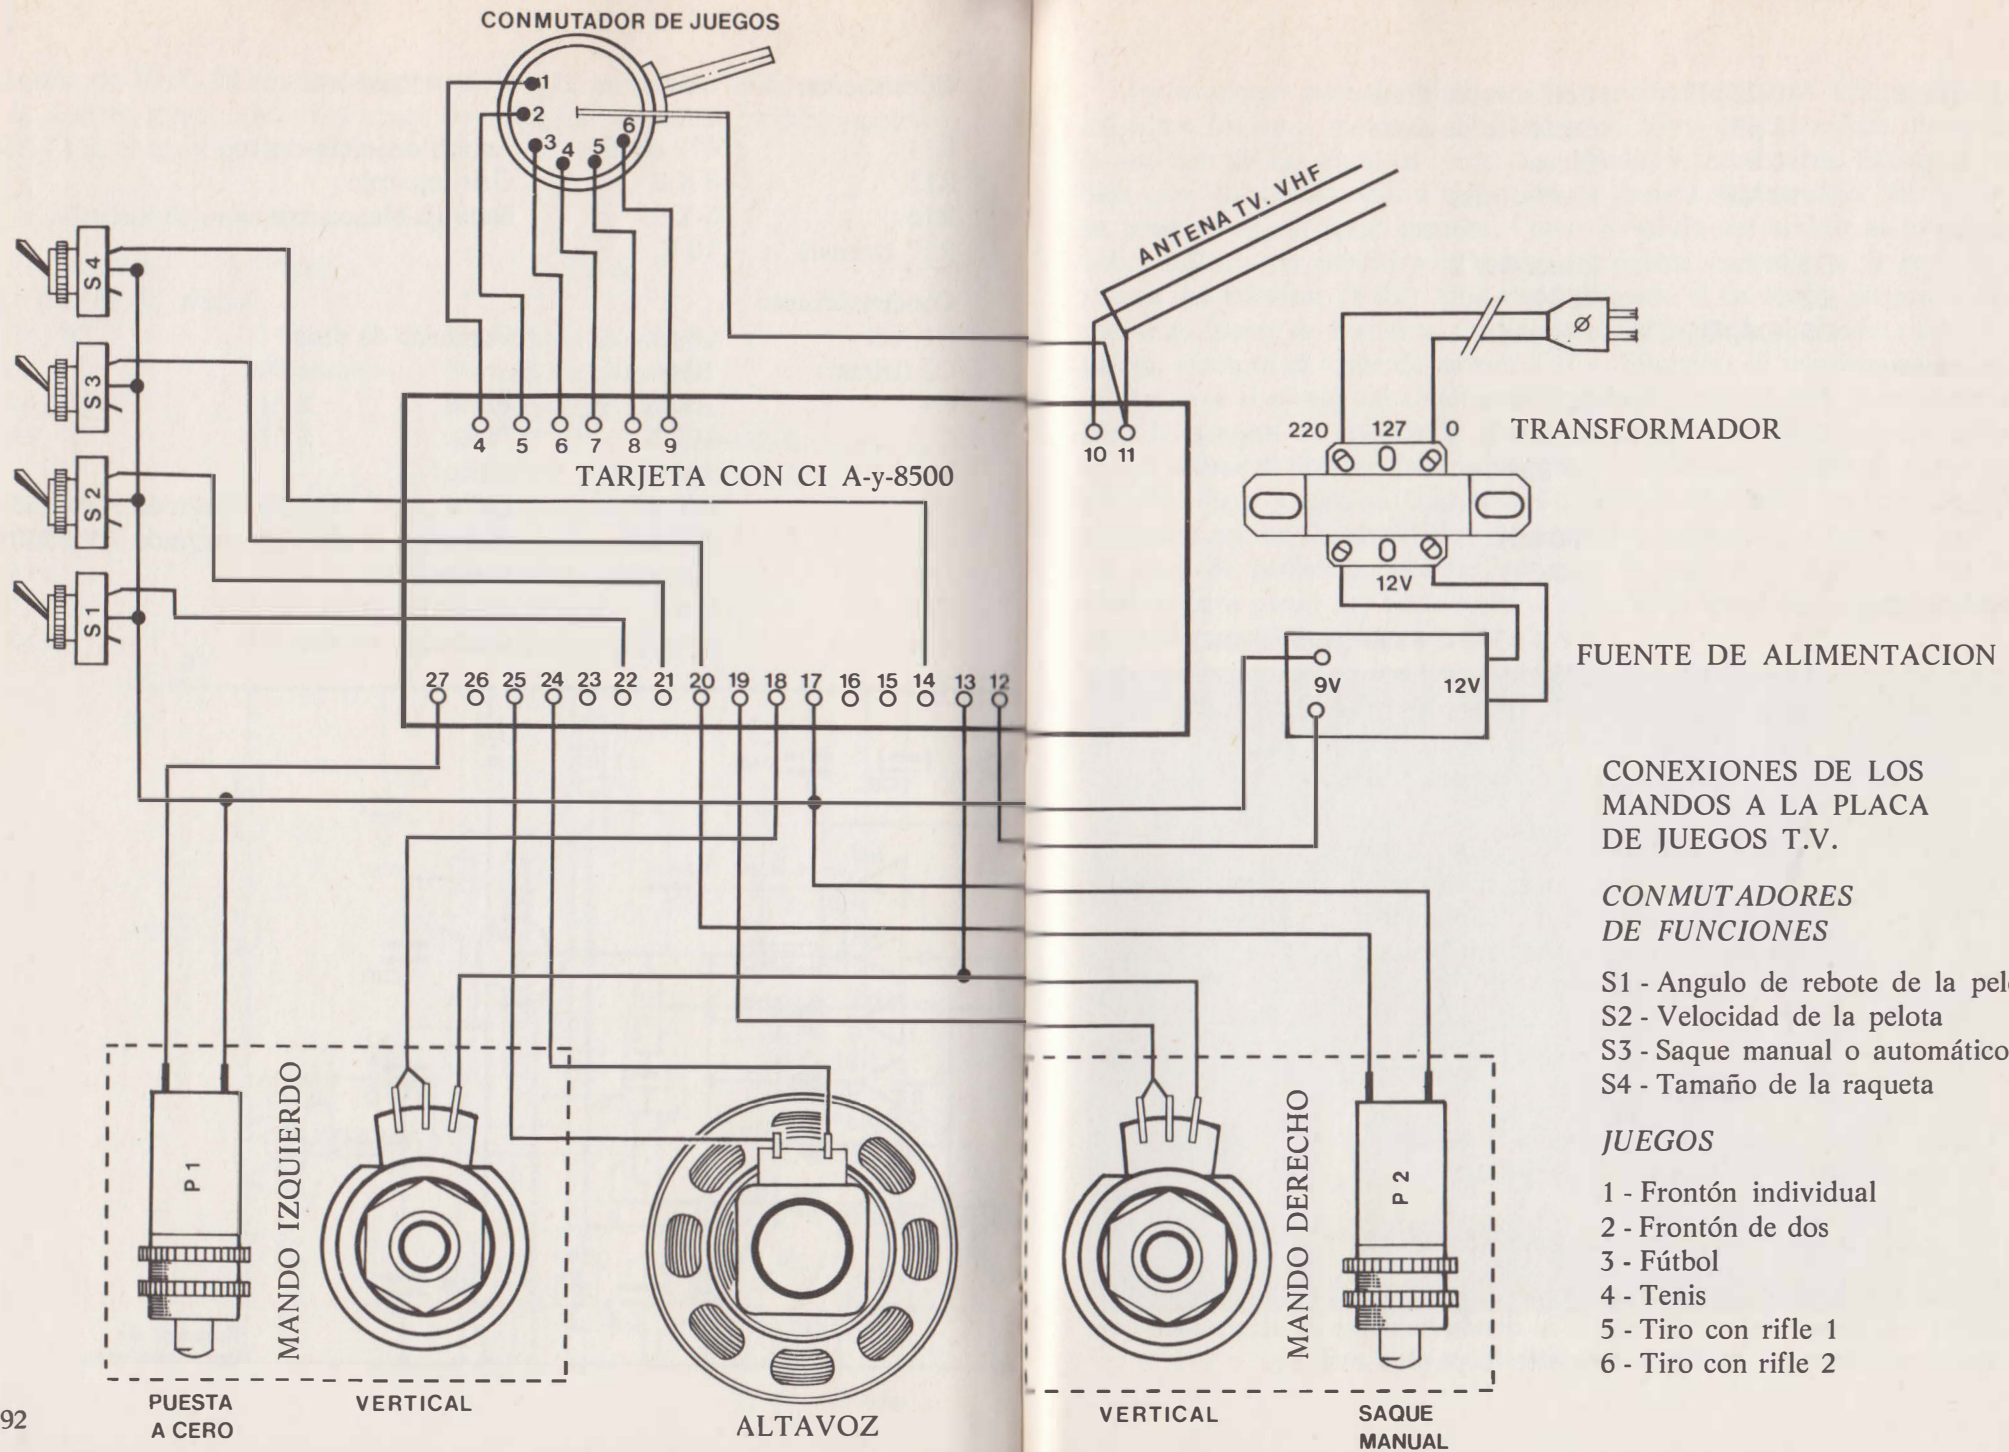 CONMUTADOR DE JUEGOS
1
2
3
4
5
6
S 4
S 3
S 2
S 1
4 5 6 7 8 9
TARJETA CON CI A-y-8500
27 26 25 24 23 22 21 20 19 18 17 16 15 14 13 12
ANTENA TV. VHF
10 11
220 127 0
TRANSFORMADOR
12V
FUENTE DE ALIMENTACION
9V 12V
CONEXIONES DE LOS
MANDOS A LA PLACA
DE JUEGOS T.V.
CONMUTADORES
DE FUNCIONES
S1 - Angulo de rebote de la
S2 - Velocidad de la pelota
S3 - Saque manual o automático
S4 - Tamaño de la raqueta
JUEGOS
1 - Frontón individual
2 - Frontón de dos
3 - Fútbol
4 - Tenis
5 - Tiro con rifle 1
6 - Tiro con rifle 2
P 1
MANDO IZQUIERDO
PUESTA
A CERO
VERTICAL
ALTAVOZ
MANDO DERECHO
P 2
VERTICAL
SAQUE
MANUAL
92